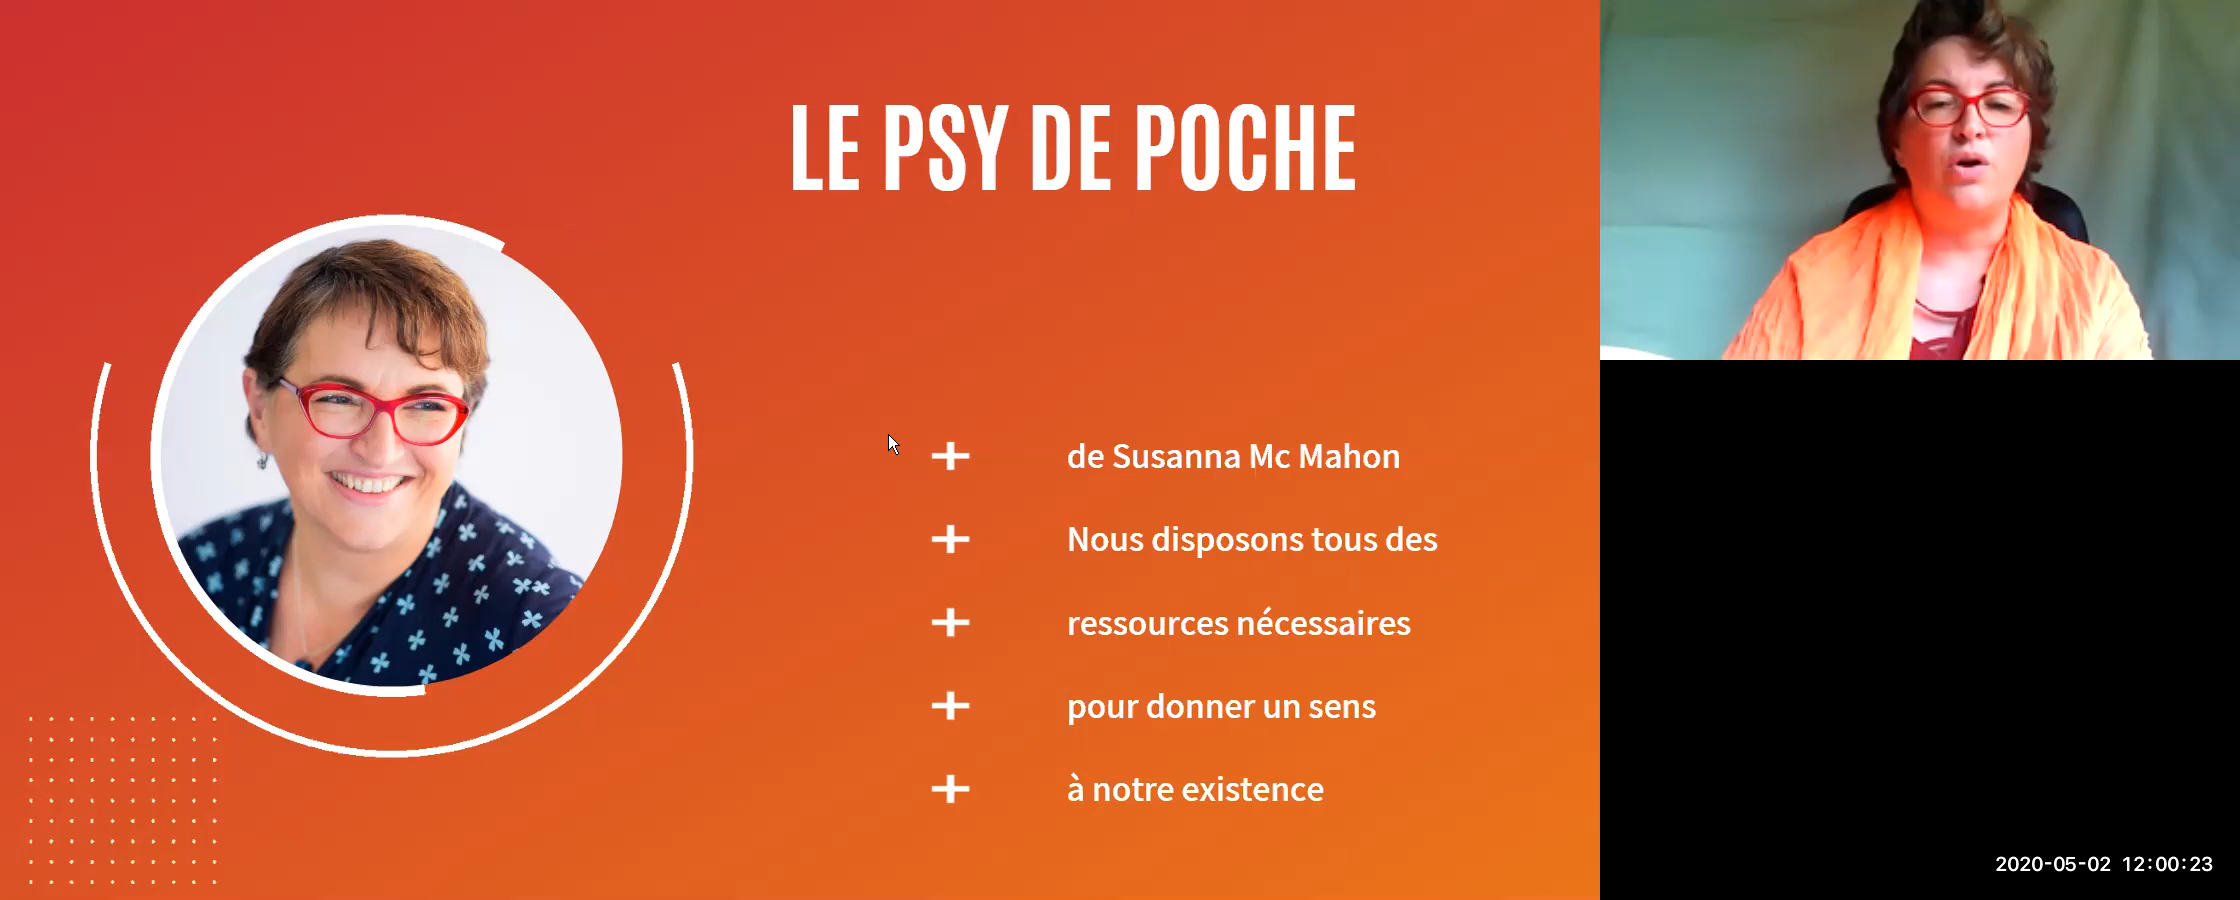 LE PSY DE POCHE
de Susanna Mc Mahon
Nous disposons tous des
ressources nécessaires
pour donner un sens
à notre existence
2020-05-02 12:00:23